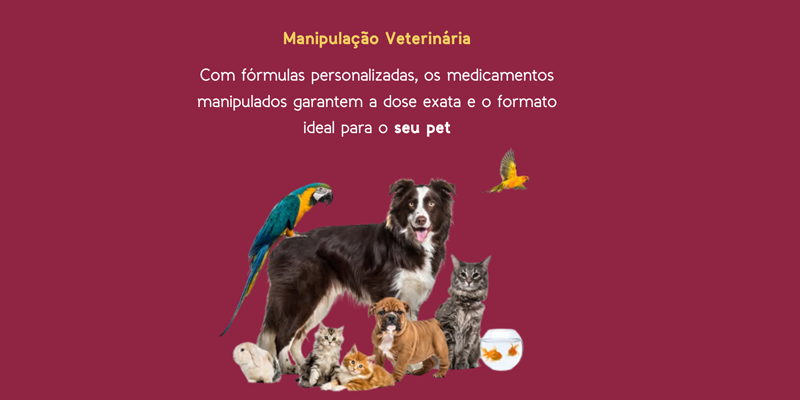 Manipulação Veterinária
Com fórmulas personalizadas, os medicamentos
manipulados garantem a dose exata e o formato
ideal para o seu pet